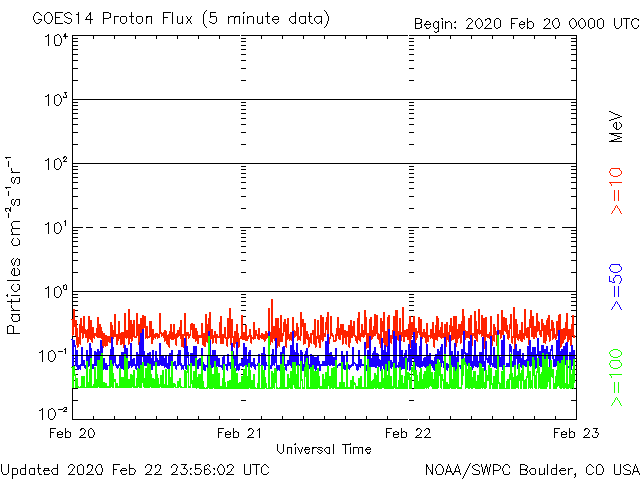 GOES14 Proton Flux (5 minute data)
Begin: 2020 Feb 20 0000 UTC
Particles cm⁻²s⁻¹sr⁻¹
10⁴
10³
10²
10¹
10⁰
10⁻¹
10⁻²
Feb 20
Feb 21
Feb 22
Feb 23
Universal Time
MeV
>=10
>=50
>=100
Updated 2020 Feb 22 23:56:02 UTC
NOAA/SWPC Boulder, CO USA